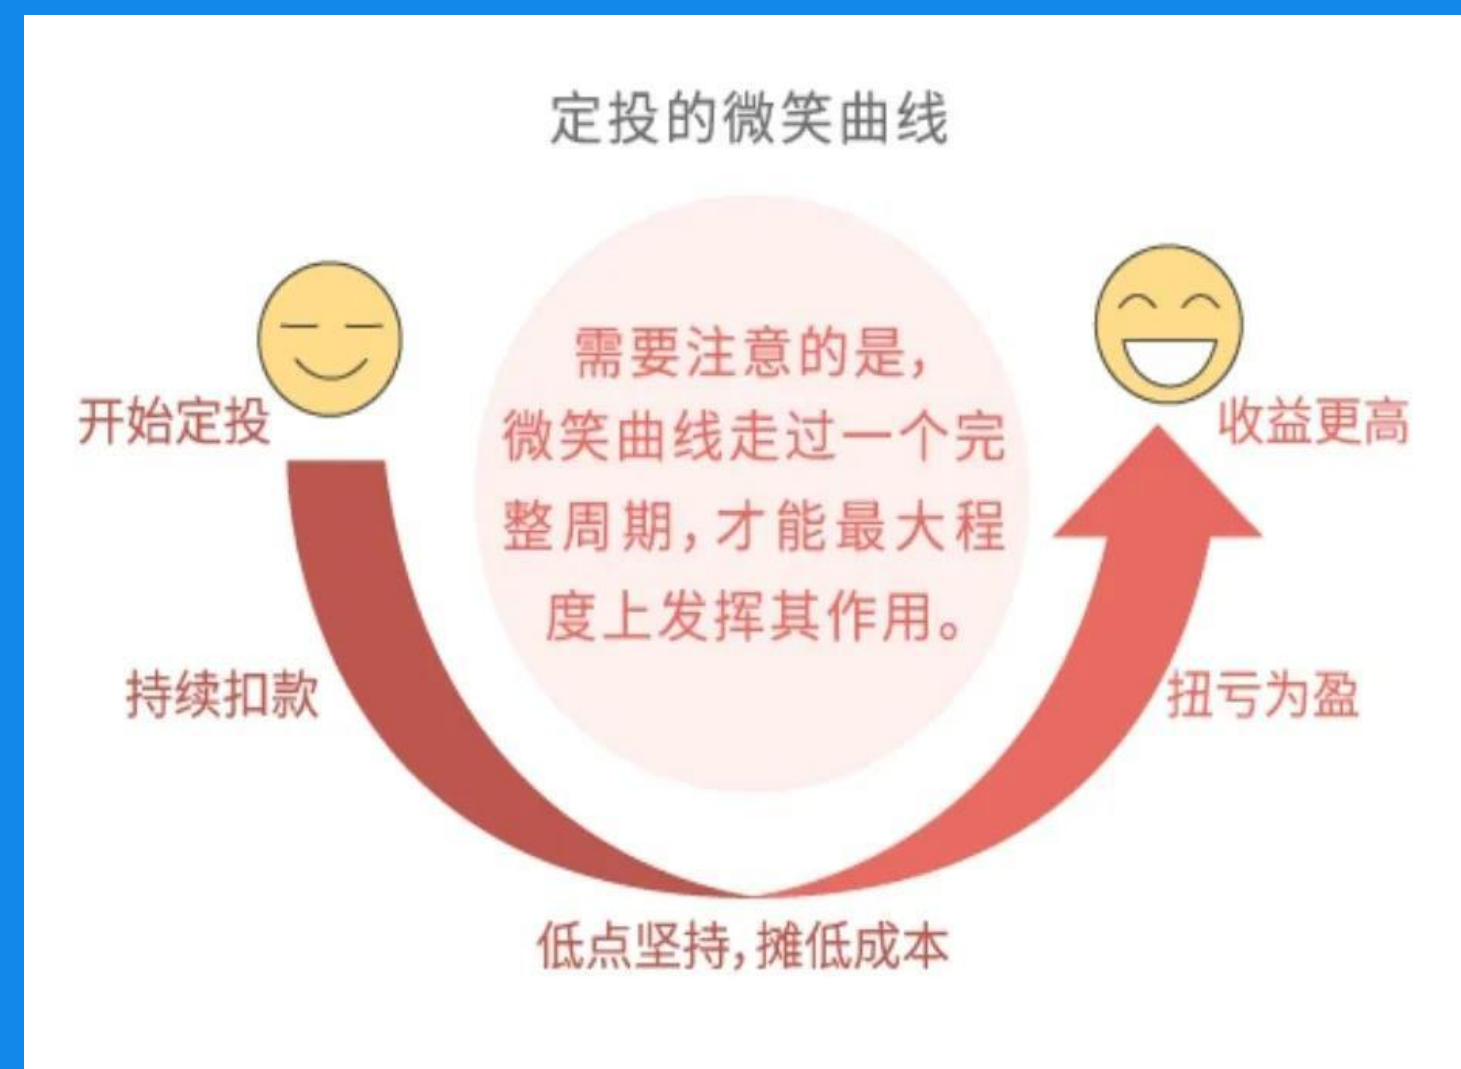 定投的微笑曲线
需要注意的是，
微笑曲线走过一个完
整周期，才能最大程
度上发挥其作用。
开始定投
收益更高
持续扣款
扭亏为盈
低点坚持，摊低成本